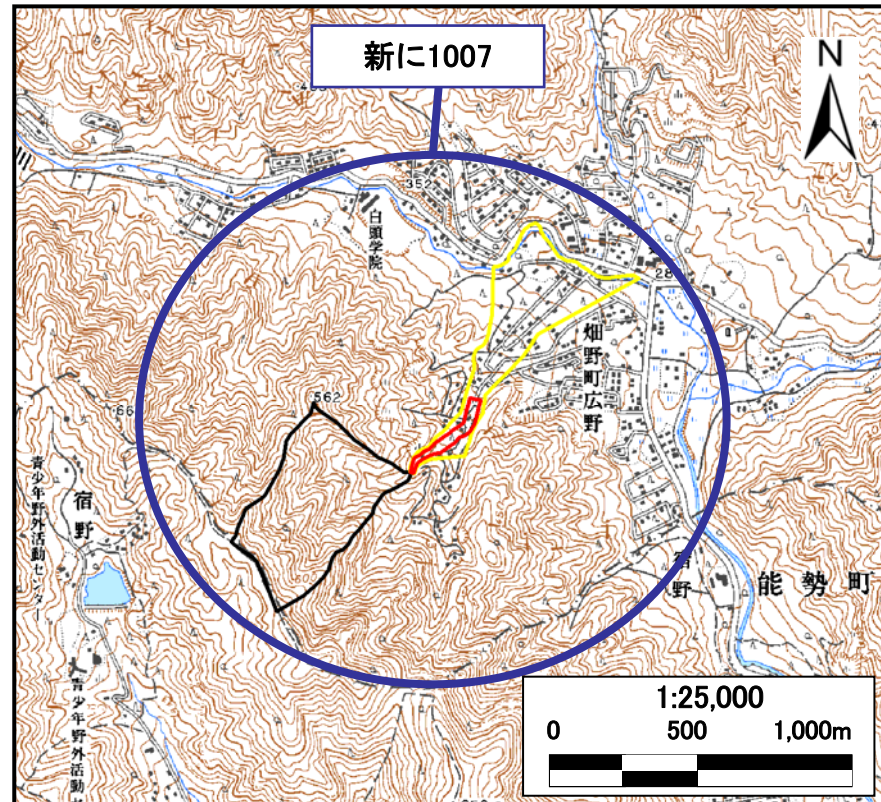 新に1007
N
352
白頭学院
28
畑野町広野
562
66
青少年野外活動センター
宿野
宿野
能勢町
青少年野外活動
1:25,000
0 500 1,000m